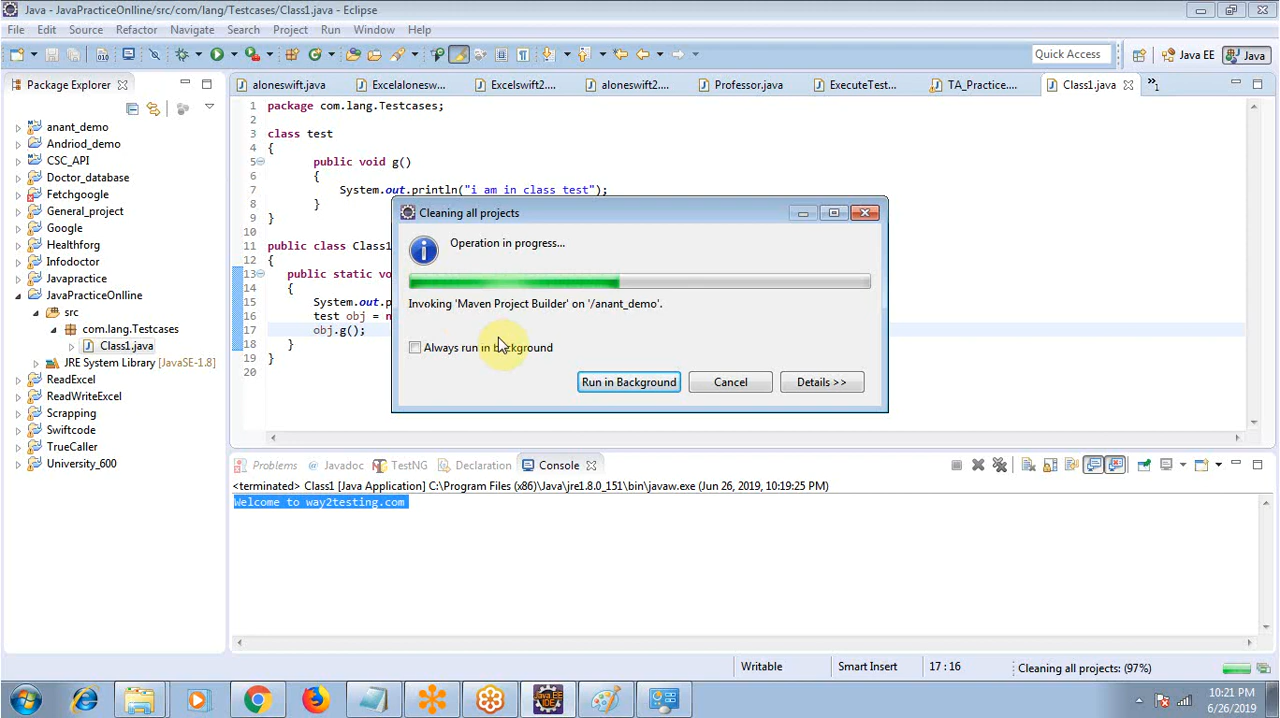 Java - JavaPracticeOnlline/src/com/lang/Testcases/Class1.java - Eclipse
File Edit Source Refactor Navigate Search Project Run Window Help
Quick Access
Java EE
Java
Package Explorer
aloneswift.java
Excelalonesw...
Excelswift2....
aloneswift2....
Professor.java
ExecuteTest...
TA_Practice....
Class1.java
»1
anant_demo
Andriod_demo
CSC_API
Doctor_database
Fetchgoogle
General_project
Google
Healthforg
Infodoctor
Javapractice
JavaPracticeOnlline
src
com.lang.Testcases
Class1.java
JRE System Library [JavaSE-1.8]
ReadExcel
ReadWriteExcel
Scrapping
Swiftcode
TrueCaller
University_600
1 package com.lang.Testcases;
2
3 class test
4 {
5 public void g()
6 {
7 System.out.println("i am in class test");
8 }
9 }
10
11 public class Class1
12 {
13 public static vo
14 {
15 System.out.p
16 test obj = n
17 obj.g();
18 }
19 }
20
Cleaning all projects
Operation in progress...
Invoking 'Maven Project Builder' on '/anant_demo'.
Always run in background
Run in Background
Cancel
Details >>
Problems
Javadoc
TestNG
Declaration
Console
<terminated> Class1 [Java Application] C:\Program Files (x86)\Java\jre1.8.0_151\bin\javaw.exe (Jun 26, 2019, 10:19:25 PM)
Welcome to way2testing.com
Writable
Smart Insert
17 : 16
Cleaning all projects: (97%)
Java EE
IDE
10:21 PM
6/26/2019